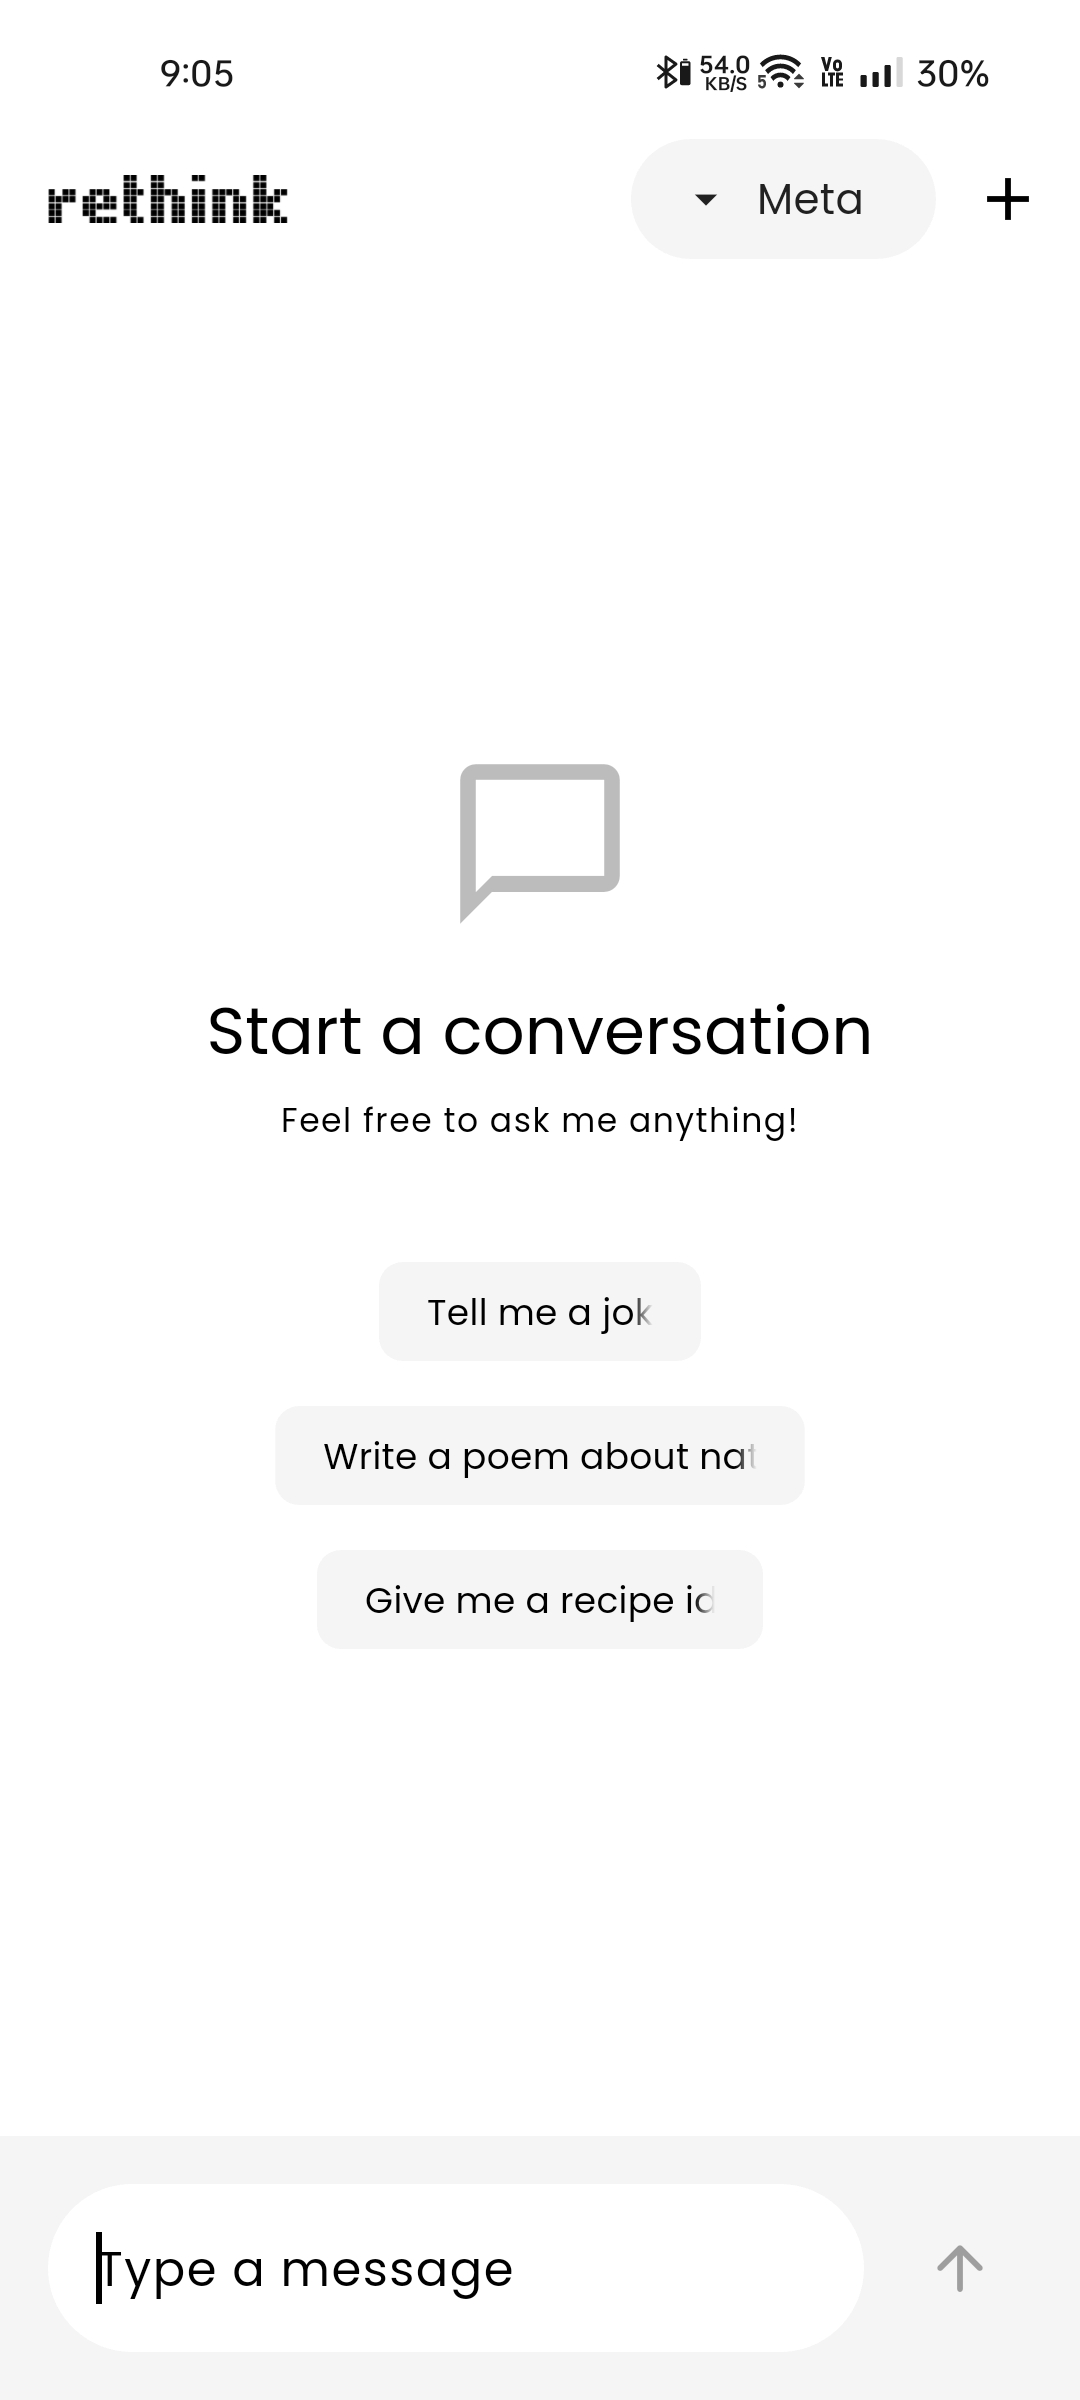 9:05
54.0
KB/S
5
Vo
LTE
30%
rethink
Meta
Start a conversation
Feel free to ask me anything!
Tell me a jok
Write a poem about nat
Give me a recipe id
Type a message